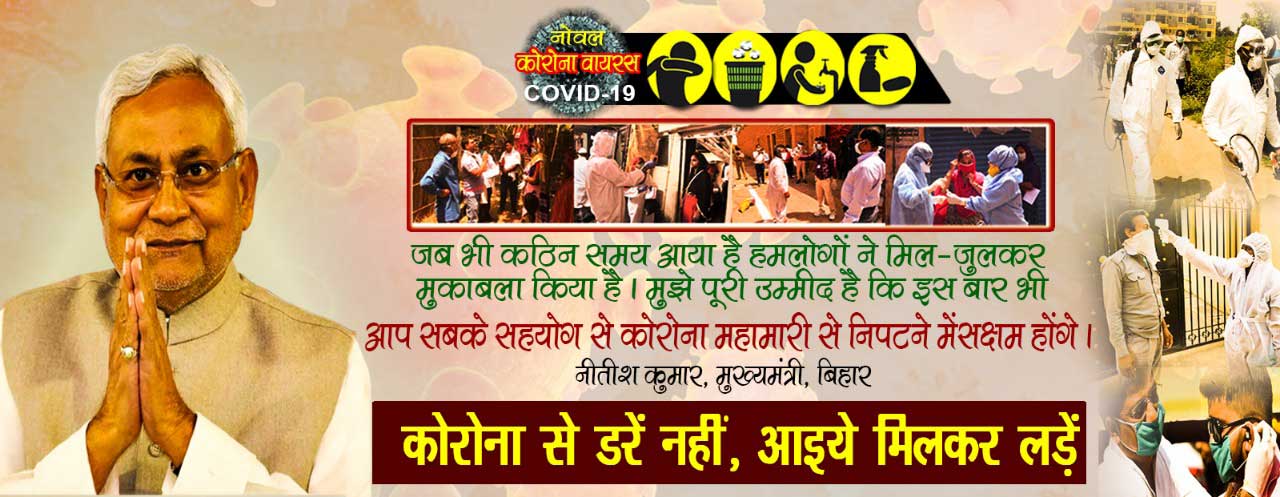 नोवल
कोरोना वायरस
COVID-19
जब भी कठिन समय आया है हमलोगों ने मिल-जुलकर
मुकाबला किया है। मुझे पूरी उम्मीद है कि इस बार भी
आप सबके सहयोग से कोरोना महामारी से निपटने मेंसक्षम होंगे।
नीतीश कुमार, मुख्यमंत्री, बिहार
कोरोना से डरें नहीं, आइये मिलकर लड़ें